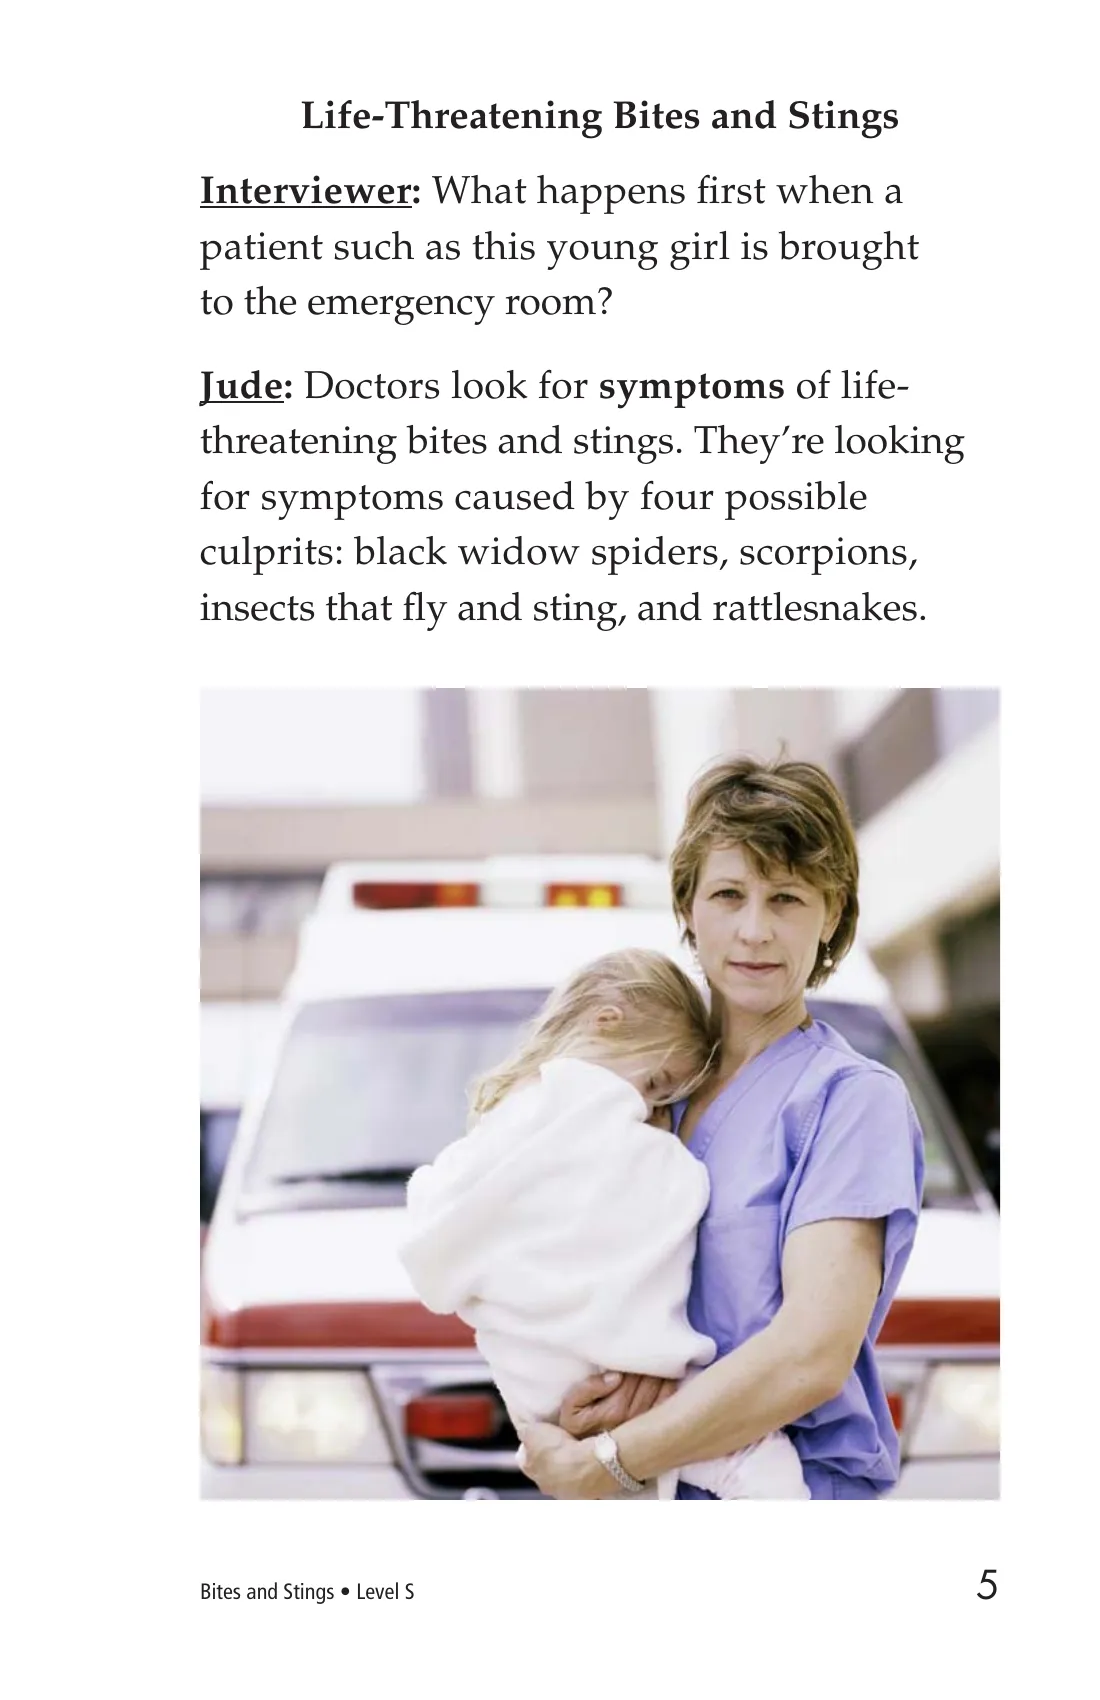 Life-Threatening Bites and Stings
Interviewer: What happens first when a
patient such as this young girl is brought
to the emergency room?
Jude: Doctors look for symptoms of life-
threatening bites and stings. They’re looking
for symptoms caused by four possible
culprits: black widow spiders, scorpions,
insects that fly and sting, and rattlesnakes.
Bites and Stings • Level S
5